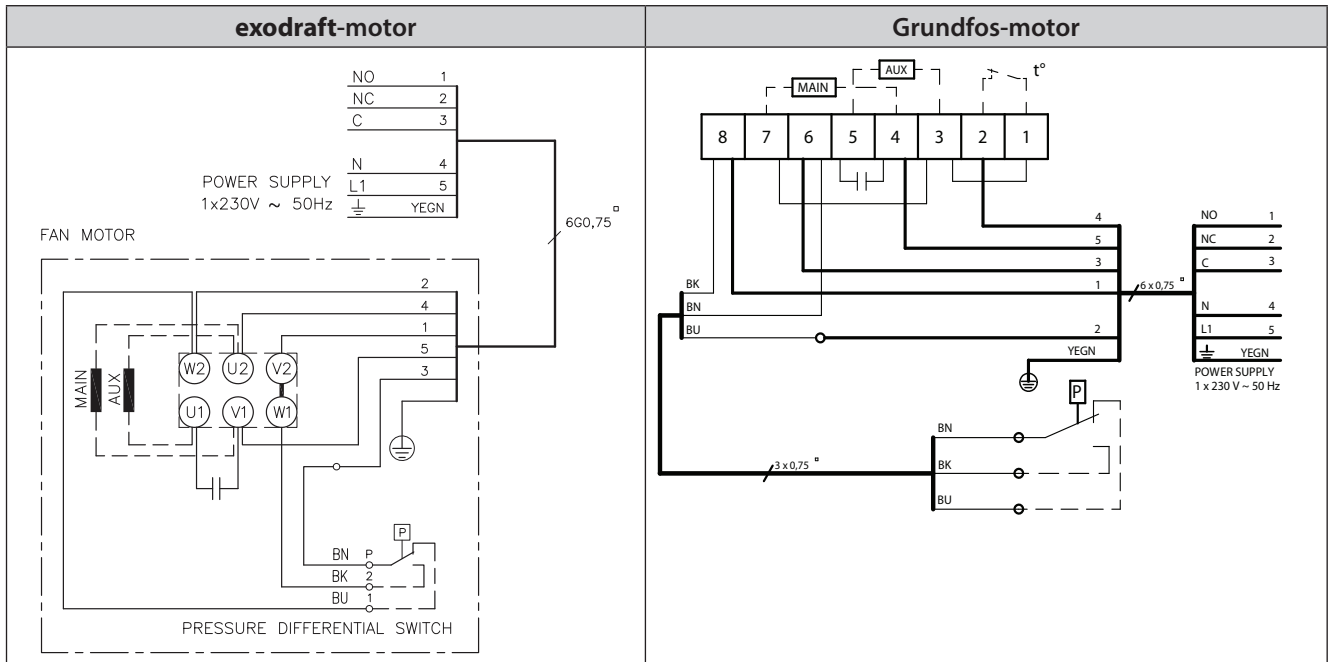 exodraft-motor
NO 1
NC 2
C 3
N 4
L1 5
YEGN
POWER SUPPLY
1x230V ~ 50Hz
6G0,75 □
FAN MOTOR
2
4
1
5
3
MAIN
AUX
W2 U2 V2
U1 V1 W1
P
BN P
BK 2
BU 1
PRESSURE DIFFERENTIAL SWITCH
Grundfos-motor
AUX
MAIN
t°
8 7 6 5 4 3 2 1
4
5
3
1
2
YEGN
BK
BN
BU
6 x 0,75 □
NO 1
NC 2
C 3
N 4
L1 5
YEGN
POWER SUPPLY
1 x 230 V ~ 50 Hz
P
3 x 0,75 □
BN
BK
BU